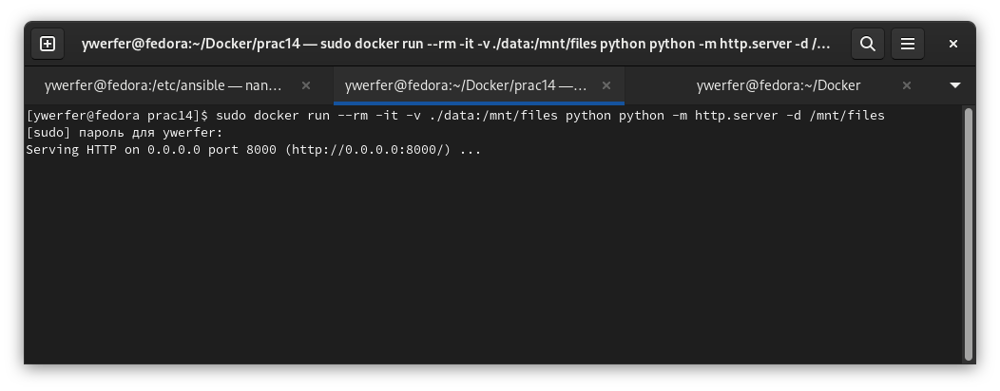 ywerfer@fedora:~/Docker/prac14 — sudo docker run --rm -it -v ./data:/mnt/files python python -m http.server -d /…
ywerfer@fedora:/etc/ansible — nan…
ywerfer@fedora:~/Docker/prac14 —…
ywerfer@fedora:~/Docker
[ywerfer@fedora prac14]$ sudo docker run --rm -it -v ./data:/mnt/files python python -m http.server -d /mnt/files
[sudo] пароль для ywerfer:
Serving HTTP on 0.0.0.0 port 8000 (http://0.0.0.0:8000/) ...